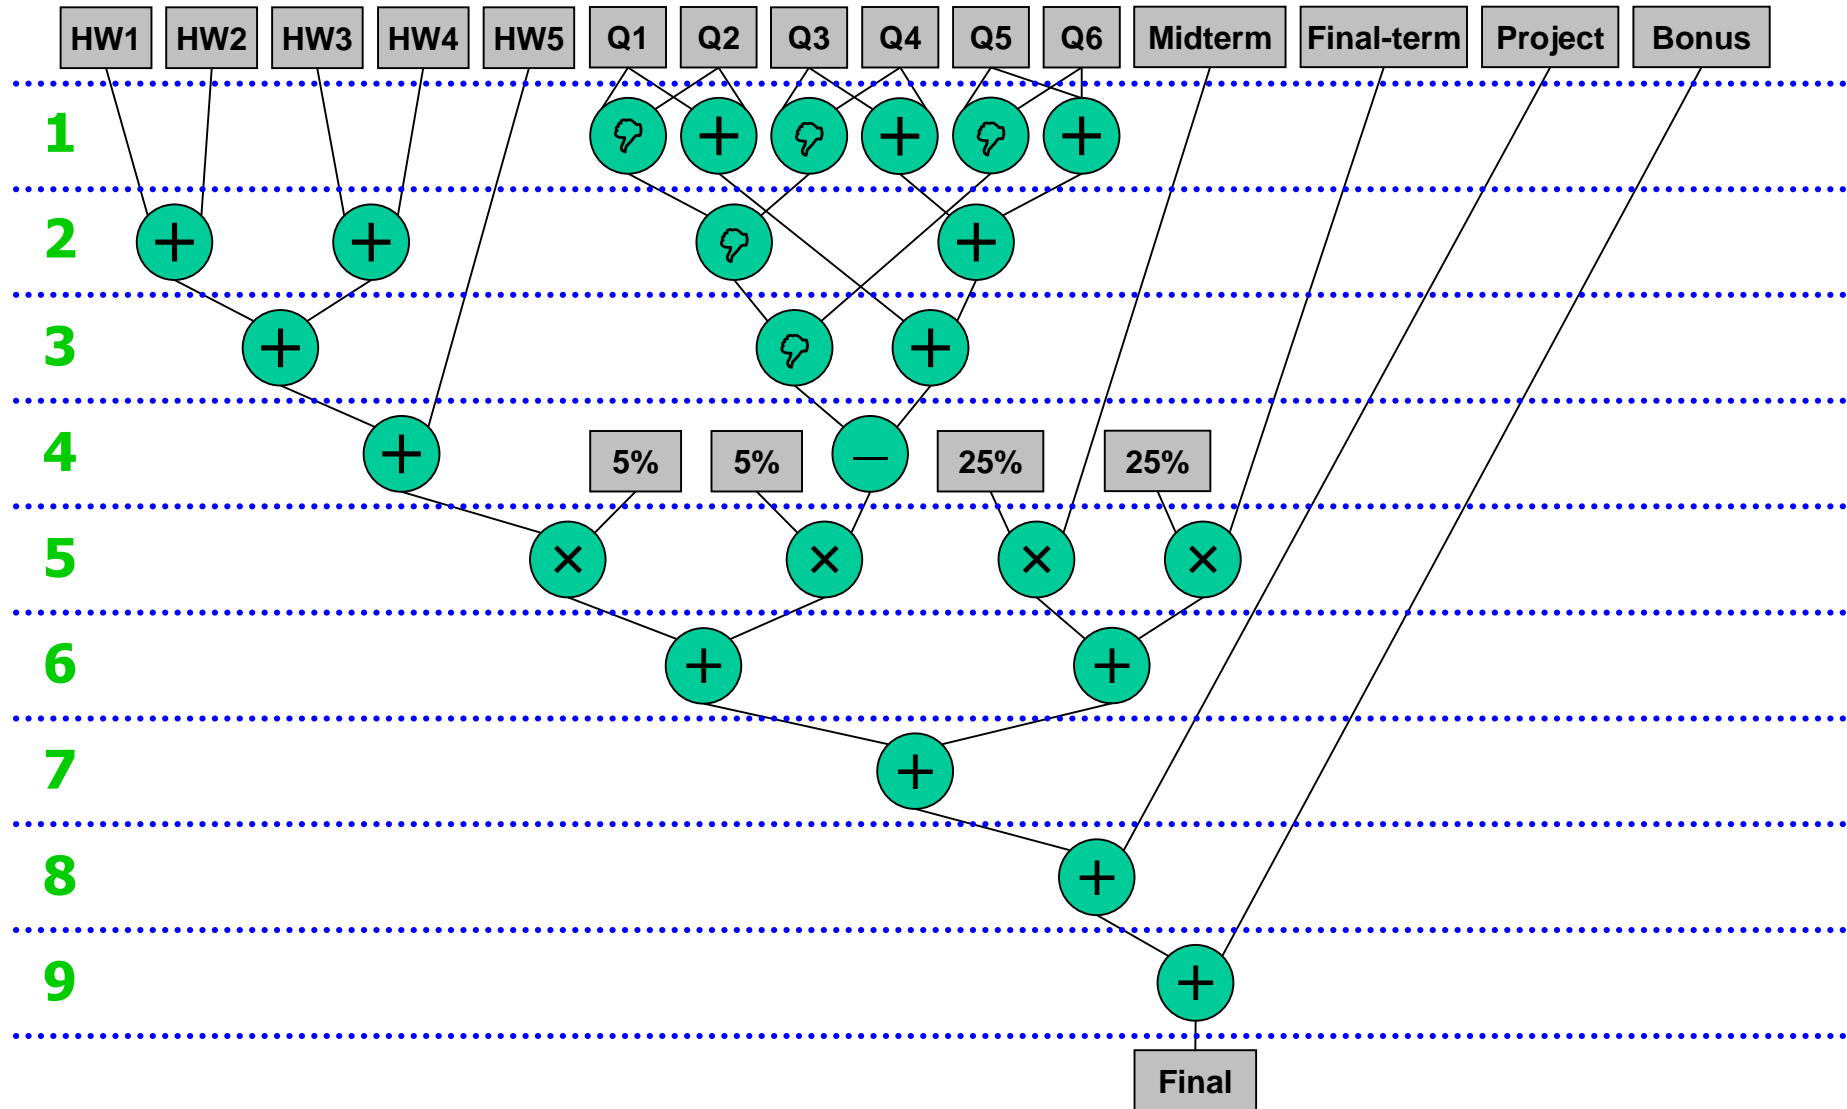 HW1 HW2 HW3 HW4 HW5 Q1 Q2 Q3 Q4 Q5 Q6 Midterm Final-term Project Bonus
1 + + +
2 + + +
3 + +
4 + 5% 5% — 25% 25%
5 × × × ×
6 + +
7 +
8 +
9 +
Final